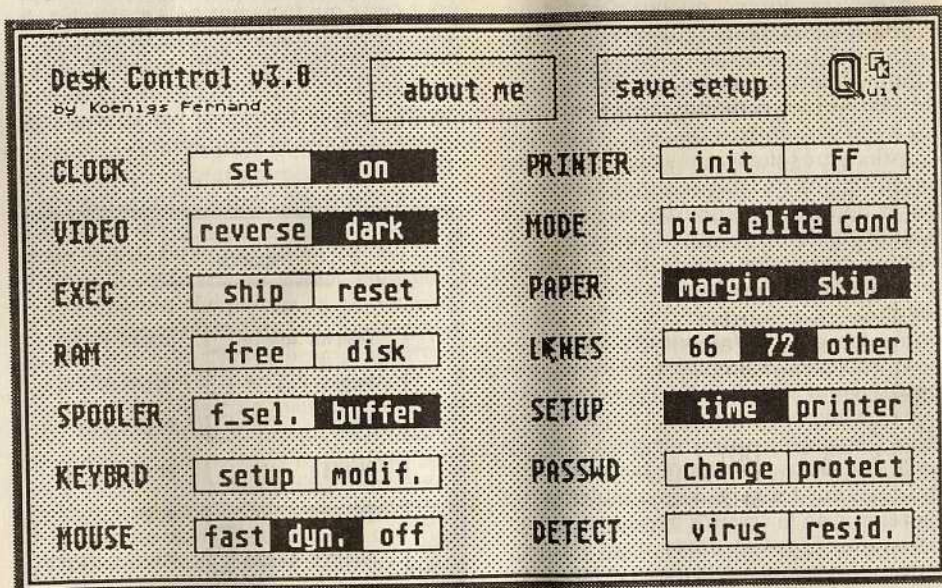 Desk Control v3.0
by Koenigs Fernand
about me
save setup
Quit
CLOCK set on
PRINTER init FF
VIDEO reverse dark
MODE pica elite cond
EXEC ship reset
PAPER margin skip
RAM free disk
LINES 66 72 other
SPOOLER f_sel. buffer
SETUP time printer
KEYBRD setup modif.
PASSWD change protect
MOUSE fast dyn. off
DETECT virus resid.